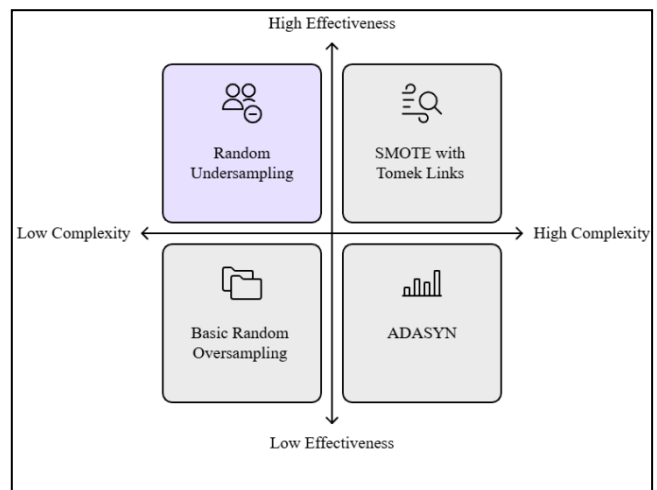 High Effectiveness
Random
Undersampling
SMOTE with
Tomek Links
Low Complexity
High Complexity
Basic Random
Oversampling
ADASYN
Low Effectiveness